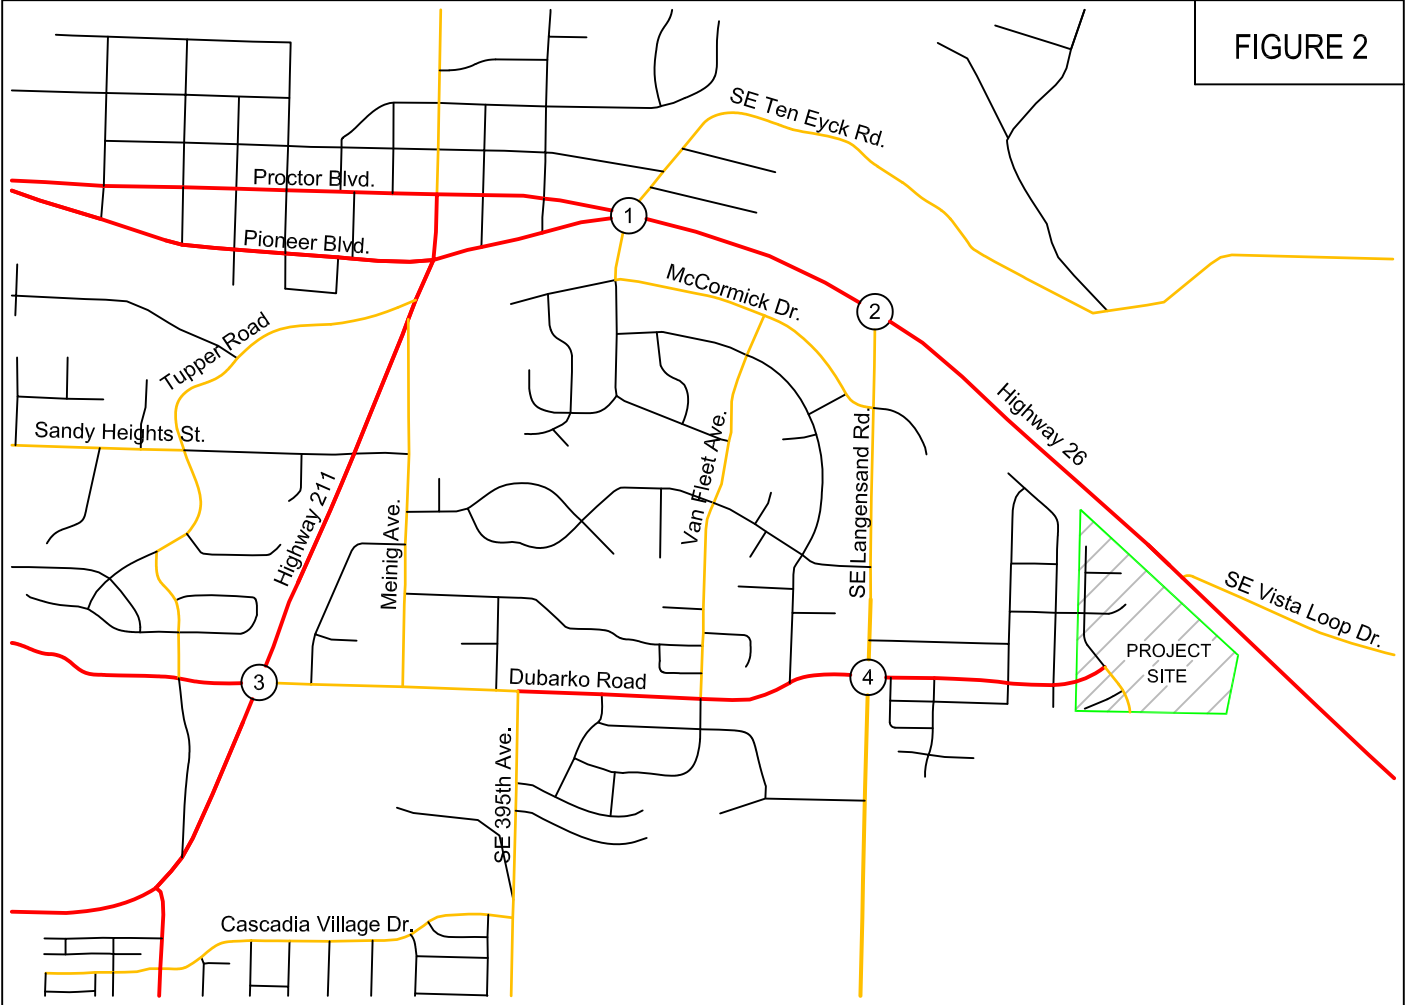 FIGURE 2
SE Ten Eyck Rd.
Proctor Blvd.
1
Pioneer Blvd.
McCormick Dr.
2
Tupper Road
Highway 26
Sandy Heights St.
Highway 211
Meinig Ave.
Van Fleet Ave.
SE Langensand Rd.
SE Vista Loop Dr.
PROJECT
SITE
3
Dubarko Road
4
SE 395th Ave.
Cascadia Village Dr.